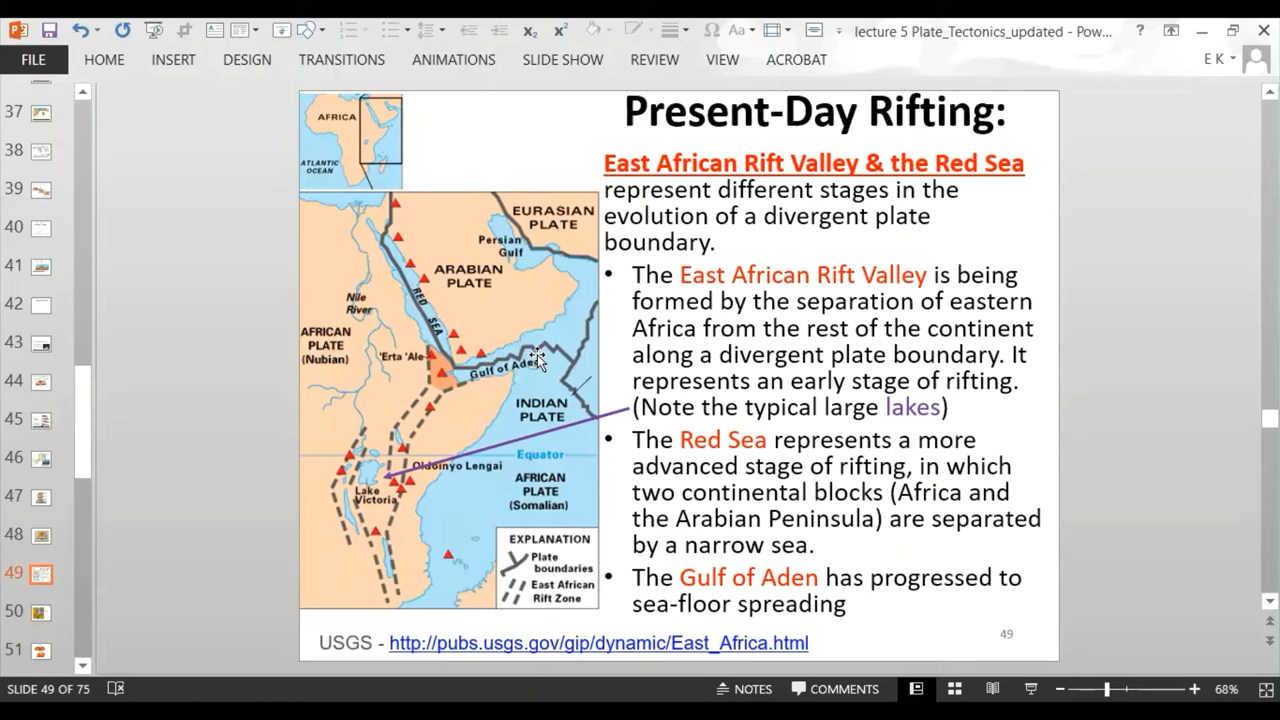 lecture 5 Plate_Tectonics_updated - Pow...
?
FILE
HOME
INSERT
DESIGN
TRANSITIONS
ANIMATIONS
SLIDE SHOW
REVIEW
VIEW
ACROBAT
E K
37
38
39
40
41
42
43
44
45
46
47
48
49
50
51
Present-Day Rifting:
East African Rift Valley & the Red Sea
represent different stages in the
evolution of a divergent plate
boundary.
• The East African Rift Valley is being
formed by the separation of eastern
Africa from the rest of the continent
along a divergent plate boundary. It
represents an early stage of rifting.
(Note the typical large lakes)
• The Red Sea represents a more
advanced stage of rifting, in which
two continental blocks (Africa and
the Arabian Peninsula) are separated
by a narrow sea.
• The Gulf of Aden has progressed to
sea-floor spreading
AFRICA
ATLANTIC
OCEAN
EURASIAN
PLATE
Persian
Gulf
ARABIAN
PLATE
RED SEA
Nile
River
AFRICAN
PLATE
(Nubian)
'Erta 'Ale
Gulf of Aden
INDIAN
PLATE
Equator
Oldoinyo Lengai
AFRICAN
PLATE
(Somalian)
Lake
Victoria
EXPLANATION
Plate
boundaries
East African
Rift Zone
USGS - http://pubs.usgs.gov/gip/dynamic/East_Africa.html
49
SLIDE 49 OF 75
NOTES
COMMENTS
68%